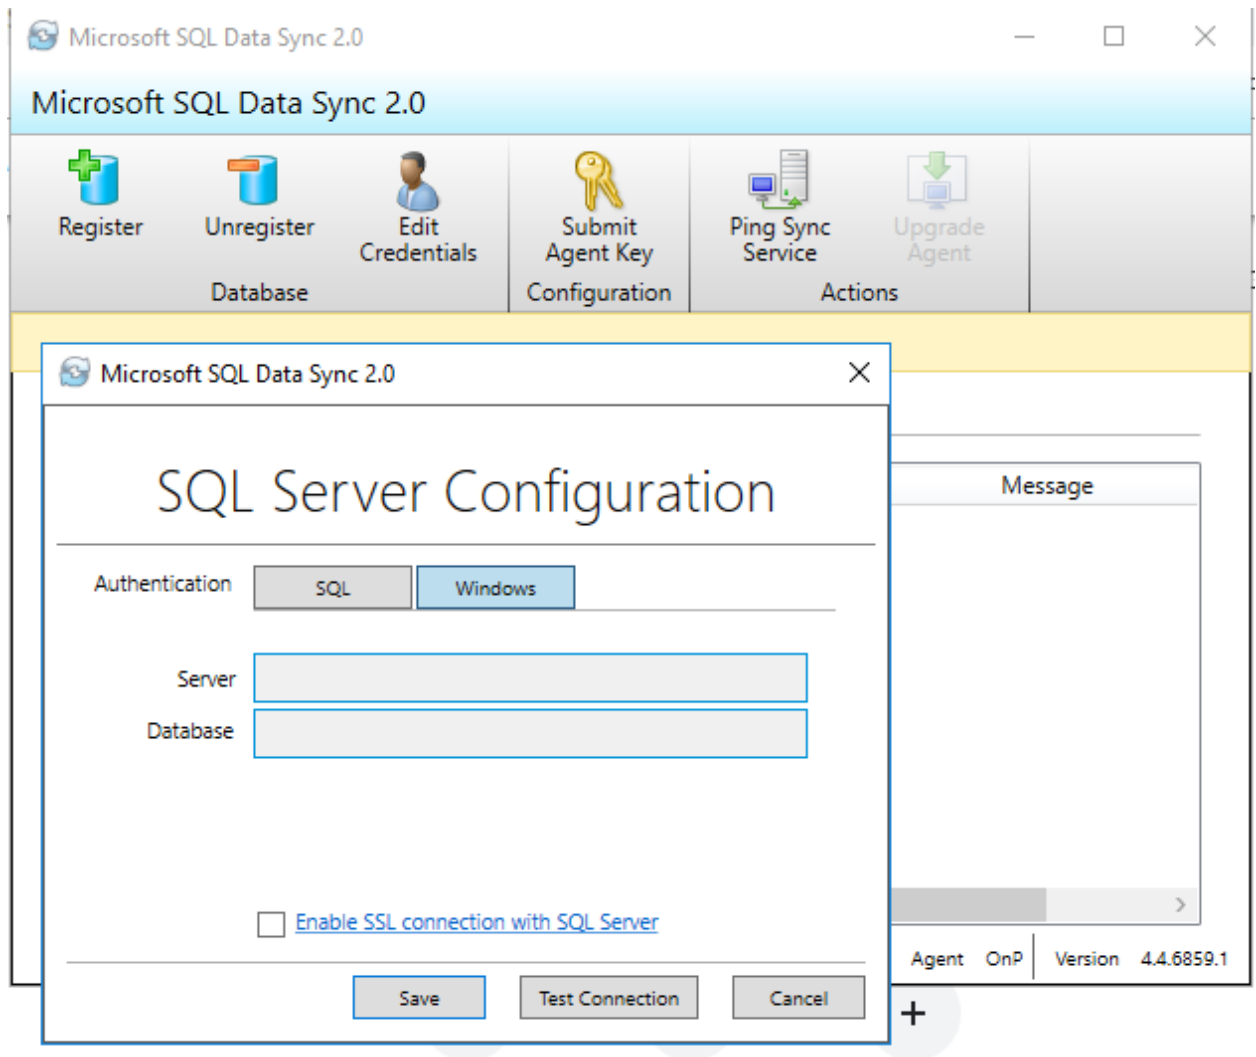 Microsoft SQL Data Sync 2.0
Microsoft SQL Data Sync 2.0
Register
Unregister
Edit
Credentials
Submit
Agent Key
Ping Sync
Service
Upgrade
Agent
Database
Configuration
Actions
Microsoft SQL Data Sync 2.0
SQL Server Configuration
Message
Authentication
SQL
Windows
Server
Database
Enable SSL connection with SQL Server
Agent OnP
Version 4.4.6859.1
Save
Test Connection
Cancel